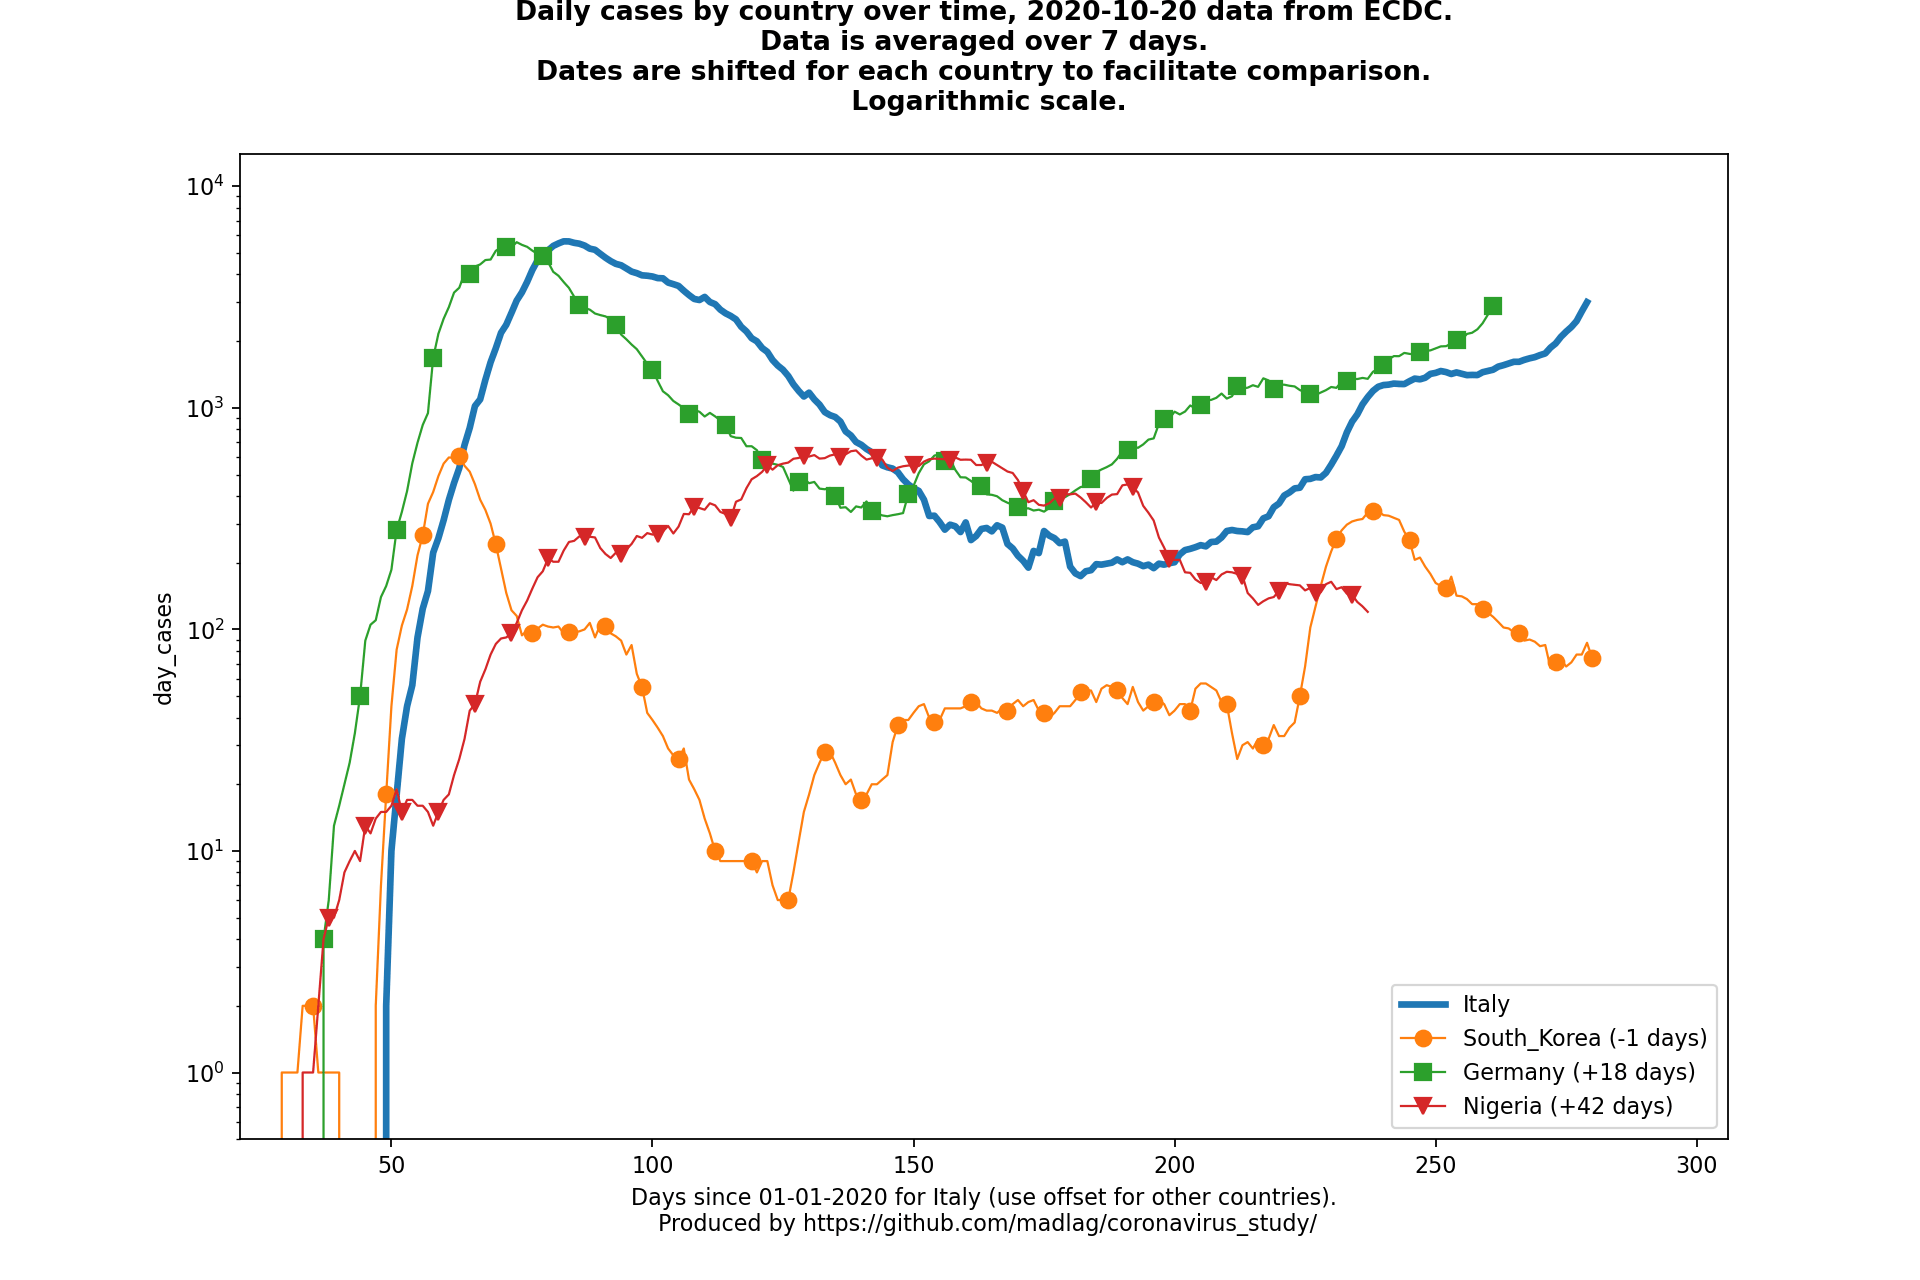 Daily cases by country over time, 2020-10-20 data from ECDC.
Data is averaged over 7 days.
Dates are shifted for each country to facilitate comparison.
Logarithmic scale.
10^4
10^3
10^2
10^1
10^0
day_cases
50 100 150 200 250 300
Days since 01-01-2020 for Italy (use offset for other countries).
Produced by https://github.com/madlag/coronavirus_study/
Italy
South_Korea (-1 days)
Germany (+18 days)
Nigeria (+42 days)